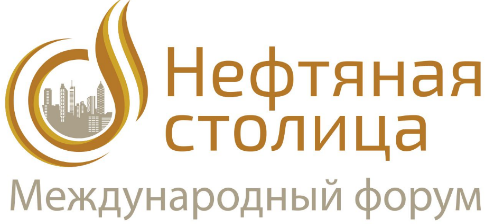 Нефтяная
столица
Международный форум